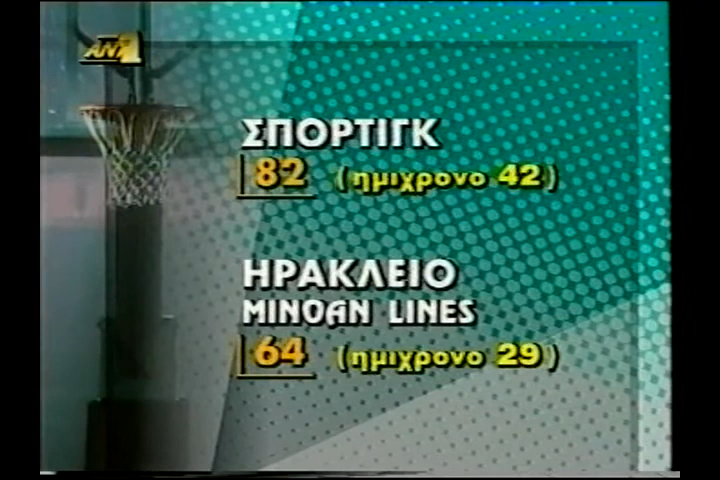 ΑΝΤ1
ΣΠΟΡΤΙΓΚ
82 (ημιχρονο 42)
ΗΡΑΚΛΕΙΟ
MINOAN LINES
64 (ημιχρονο 29)